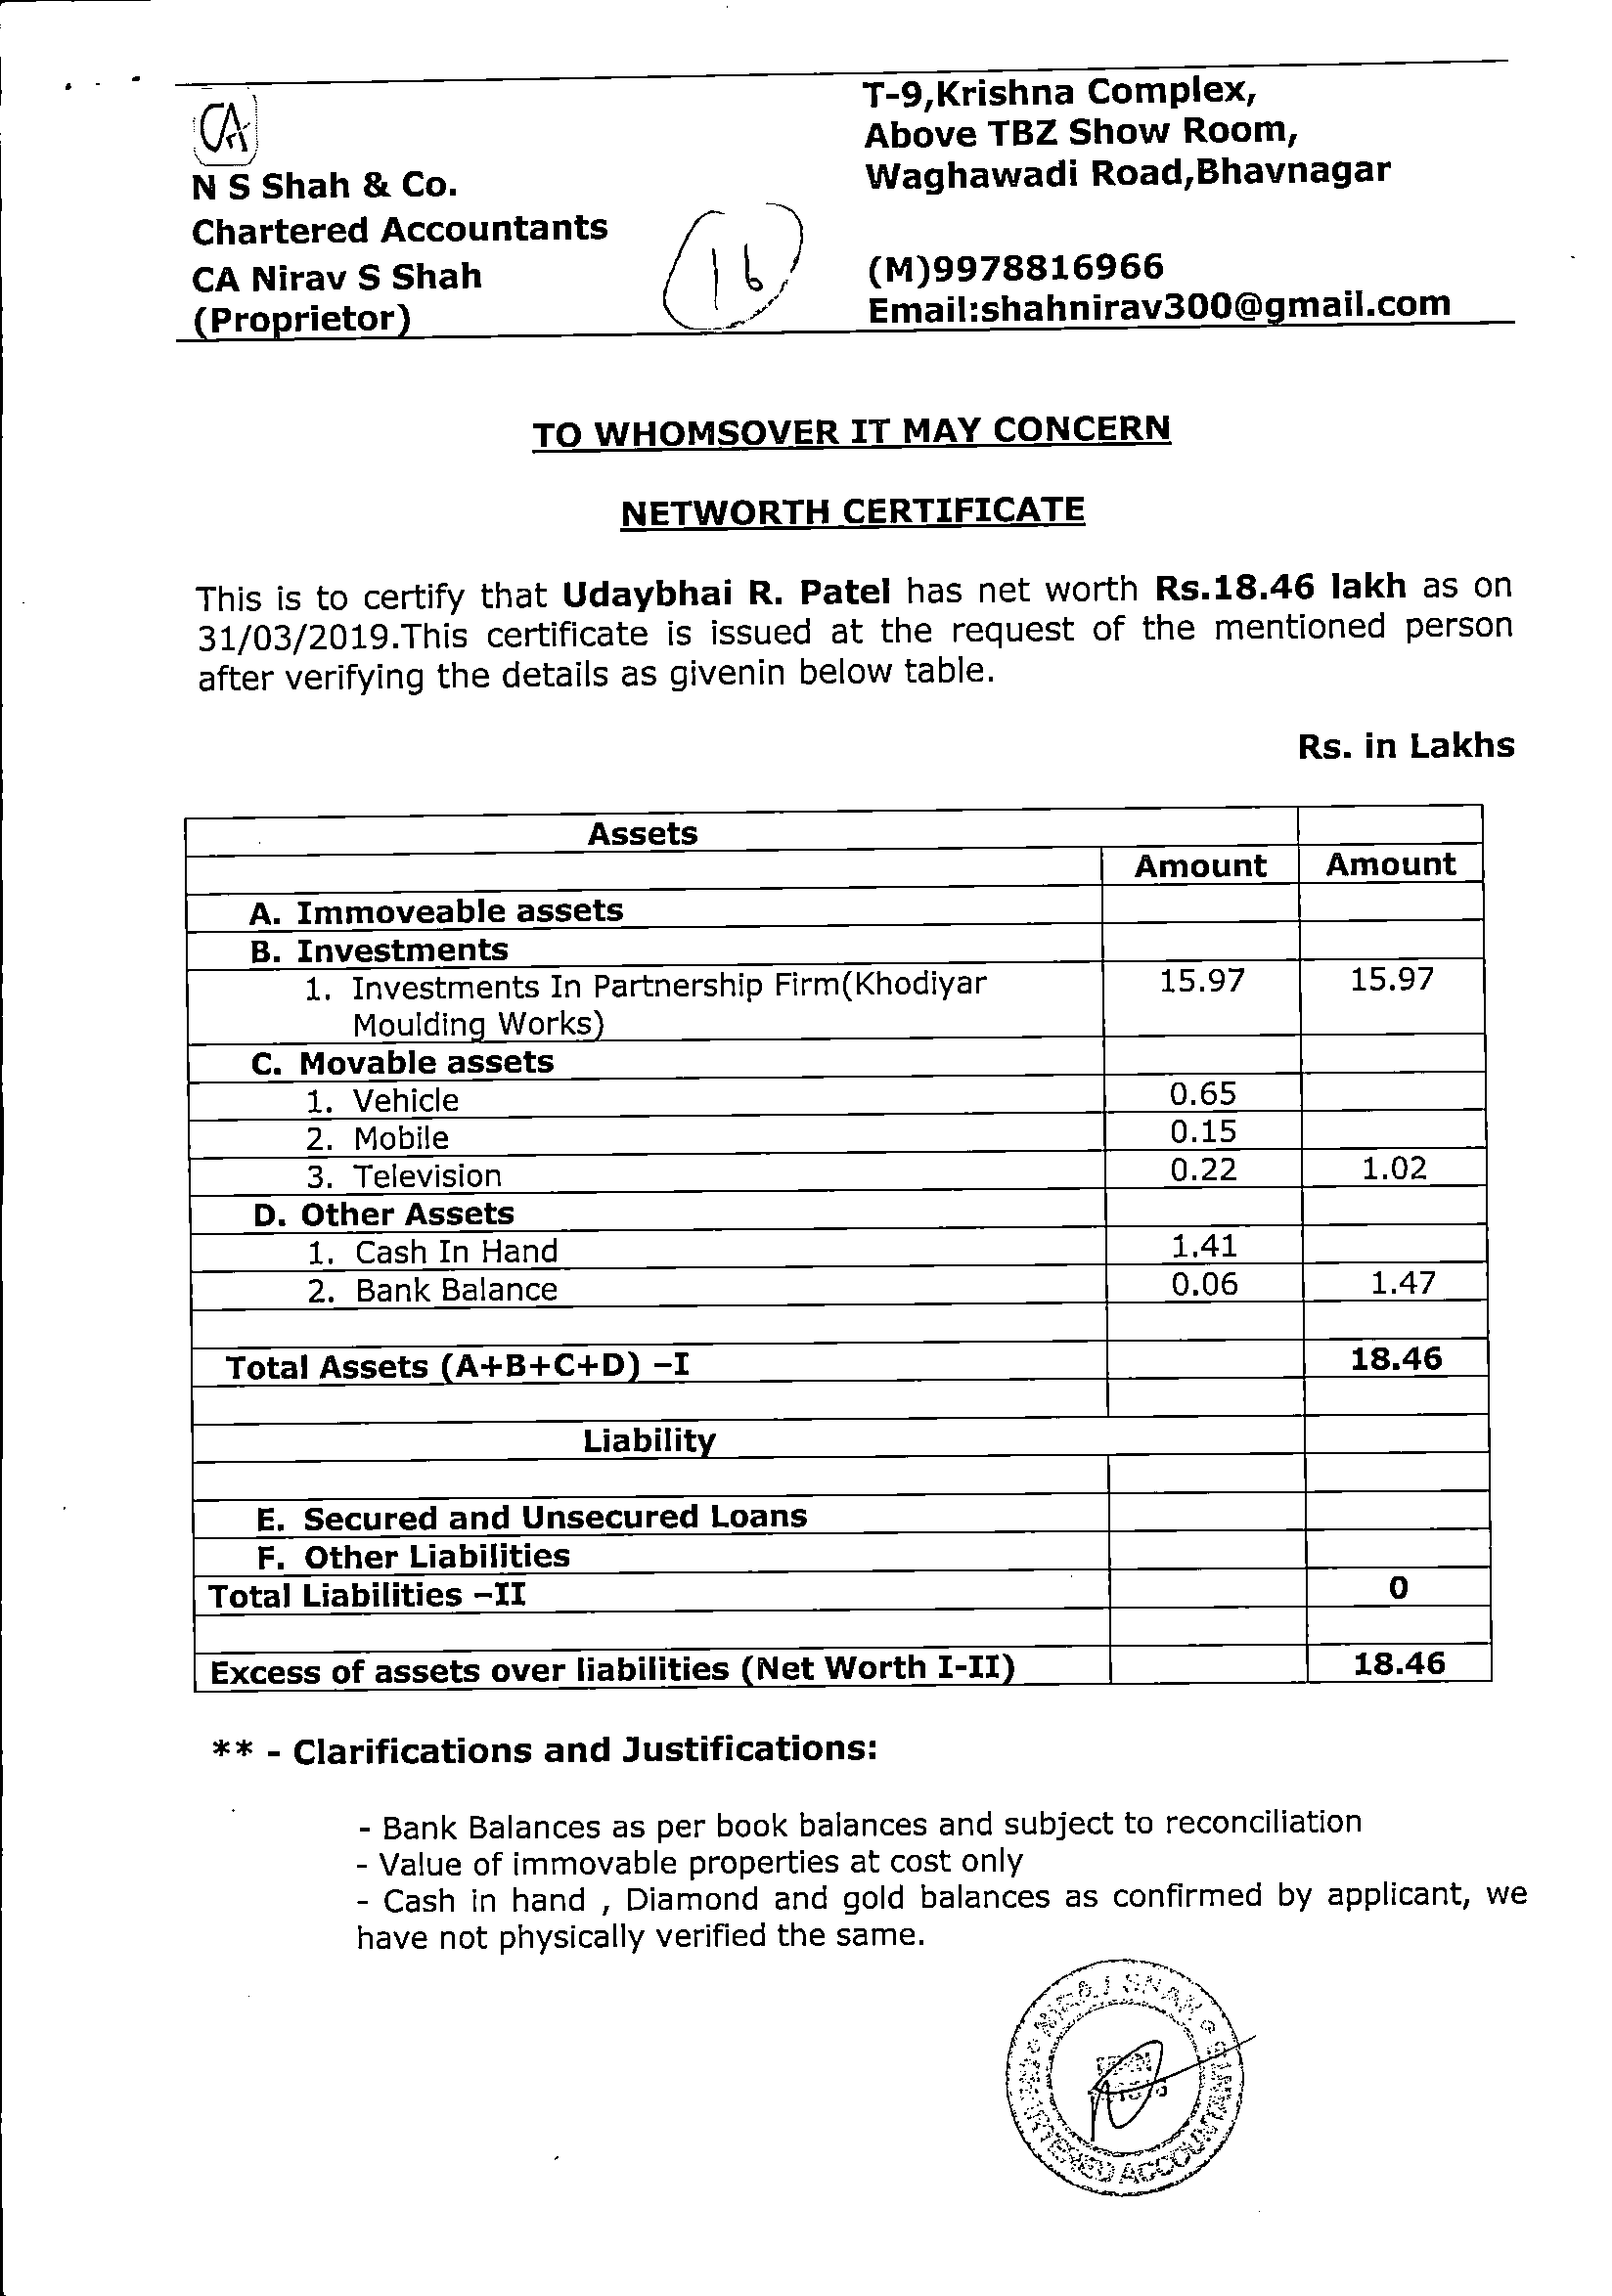 CA
N S Shah & Co.
Chartered Accountants
CA Nirav S Shah
(Proprietor)
16
T-9,Krishna Complex,
Above TBZ Show Room,
Waghawadi Road,Bhavnagar
(M)9978816966
Email:shahnirav300@gmail.com
TO WHOMSOVER IT MAY CONCERN
NETWORTH CERTIFICATE
This is to certify that Udaybhai R. Patel has net worth Rs.18.46 lakh as on
31/03/2019.This certificate is issued at the request of the mentioned person
after verifying the details as givenin below table.
Rs. in Lakhs
Assets
Amount Amount
A. Immoveable assets
B. Investments
1. Investments In Partnership Firm(Khodiyar 15.97 15.97
Moulding Works)
C. Movable assets
1. Vehicle 0.65
2. Mobile 0.15
3. Television 0.22 1.02
D. Other Assets
1. Cash In Hand 1.41
2. Bank Balance 0.06 1.47
Total Assets (A+B+C+D) –I 18.46
Liability
E. Secured and Unsecured Loans
F. Other Liabilities
Total Liabilities –II 0
Excess of assets over liabilities (Net Worth I-II) 18.46
** - Clarifications and Justifications:
- Bank Balances as per book balances and subject to reconciliation
- Value of immovable properties at cost only
- Cash in hand , Diamond and gold balances as confirmed by applicant, we
have not physically verified the same.
SHAH
ACCOUNTANT